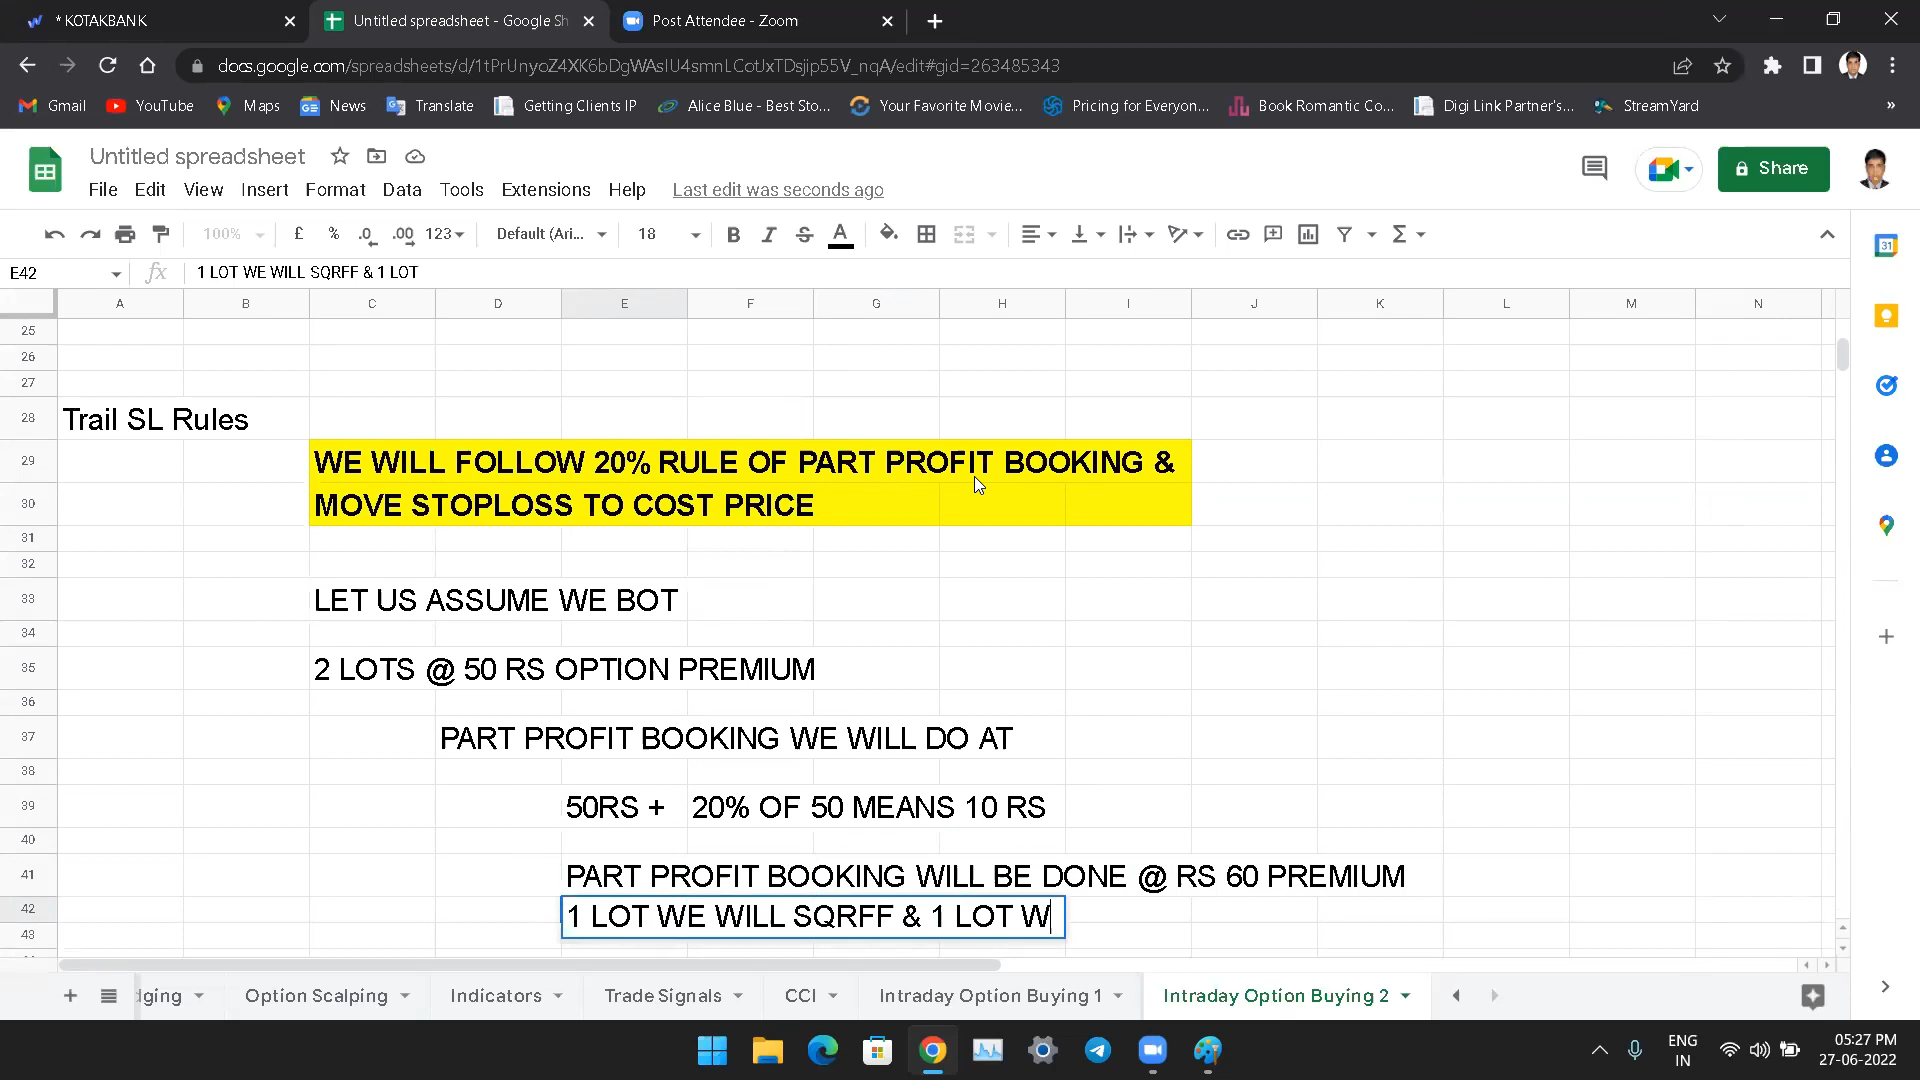 * KOTAKBANK
Untitled spreadsheet - Google Sh
Post Attendee - Zoom
docs.google.com/spreadsheets/d/1tPrUnyoZ4XK6bDgWAsIU4smnLCotJxTDsjip55V_nqA/edit#gid=263485343
Gmail YouTube Maps News Translate Getting Clients IP Alice Blue - Best Sto... Your Favorite Movie... Pricing for Everyon... Book Romantic Co... Digi Link Partner's... StreamYard »
Untitled spreadsheet
File Edit View Insert Format Data Tools Extensions Help Last edit was seconds ago
Share
100% £ % .0 .00 123 Default (Ari... 18 B I S A Σ
E42 fx 1 LOT WE WILL SQRFF & 1 LOT
A B C D E F G H I J K L M N
25
26
27
28 Trail SL Rules
29 WE WILL FOLLOW 20% RULE OF PART PROFIT BOOKING &
30 MOVE STOPLOSS TO COST PRICE
31
32
33 LET US ASSUME WE BOT
34
35 2 LOTS @ 50 RS OPTION PREMIUM
36
37 PART PROFIT BOOKING WE WILL DO AT
38
39 50RS + 20% OF 50 MEANS 10 RS
40
41 PART PROFIT BOOKING WILL BE DONE @ RS 60 PREMIUM
42 1 LOT WE WILL SQRFF & 1 LOT W
43
dging Option Scalping Indicators Trade Signals CCI Intraday Option Buying 1 Intraday Option Buying 2
31
ENG
IN
05:27 PM
27-06-2022